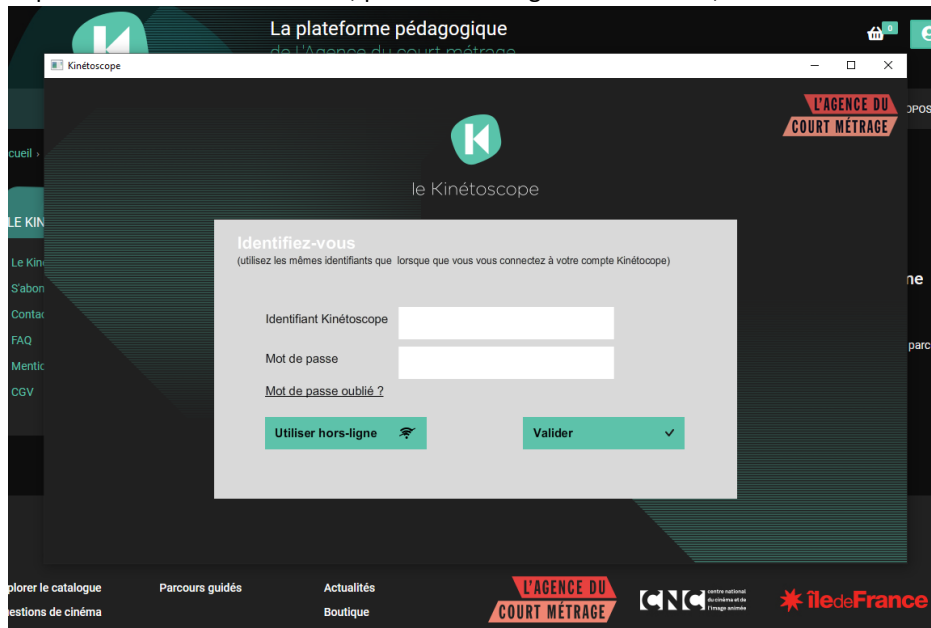 La plateforme pédagogique
de l'Agence du court métrage
0
Kinétoscope
L'AGENCE DU
COURT MÉTRAGE
OPOS
cueil ›
K
le Kinétoscope
LE KIN
Identifiez-vous
(utilisez les mêmes identifiants que lorsque que vous vous connectez à votre compte Kinétocope)
Le Kin
S'abon
ne
Contac
Identifiant Kinétoscope
FAQ
parc
Mot de passe
Mentio
Mot de passe oublié ?
CGV
Utiliser hors-ligne
Valider
plorer le catalogue
Parcours guidés
Actualités
L'AGENCE DU
COURT MÉTRAGE
CNC
centre national
du cinéma et de
l'image animée
îledeFrance
uestions de cinéma
Boutique